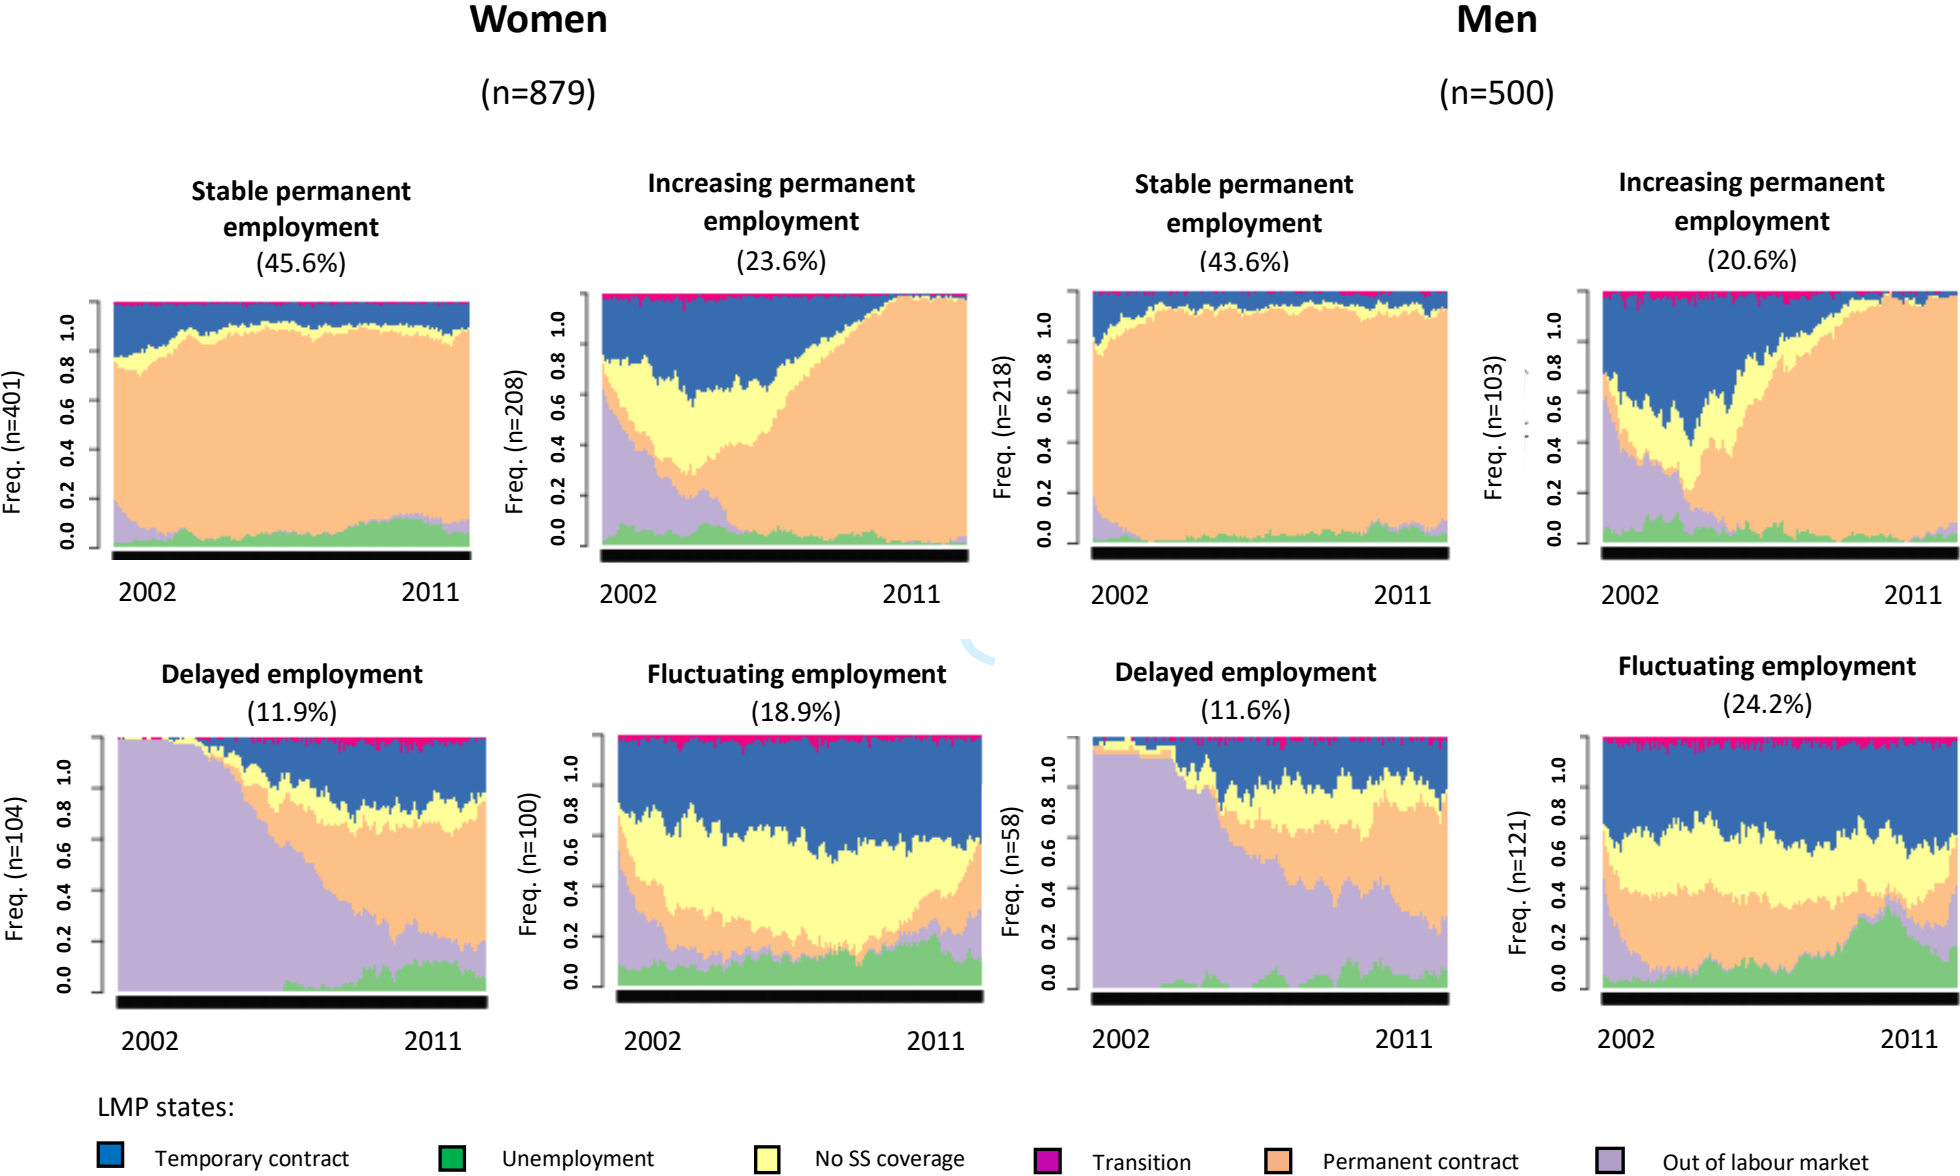 Women
Men
(n=879)
(n=500)
Stable permanent
employment
(45.6%)
Increasing permanent
employment
(23.6%)
Stable permanent
employment
(43.6%)
Increasing permanent
employment
(20.6%)
Freq. (n=401)
0.0 0.2 0.4 0.6 0.8 1.0
Freq. (n=208)
0.0 0.2 0.4 0.6 0.8 1.0
Freq. (n=218)
0.0 0.2 0.4 0.6 0.8 1.0
Freq. (n=103)
0.0 0.2 0.4 0.6 0.8 1.0
2002 2011
2002 2011
2002 2011
2002 2011
Delayed employment
(11.9%)
Fluctuating employment
(18.9%)
Delayed employment
(11.6%)
Fluctuating employment
(24.2%)
Freq. (n=104)
0.0 0.2 0.4 0.6 0.8 1.0
Freq. (n=100)
0.0 0.2 0.4 0.6 0.8 1.0
Freq. (n=58)
0.0 0.2 0.4 0.6 0.8 1.0
Freq. (n=121)
0.0 0.2 0.4 0.6 0.8 1.0
2002 2011
2002 2011
2002 2011
2002 2011
LMP states:
Temporary contract Unemployment No SS coverage Transition Permanent contract Out of labour market